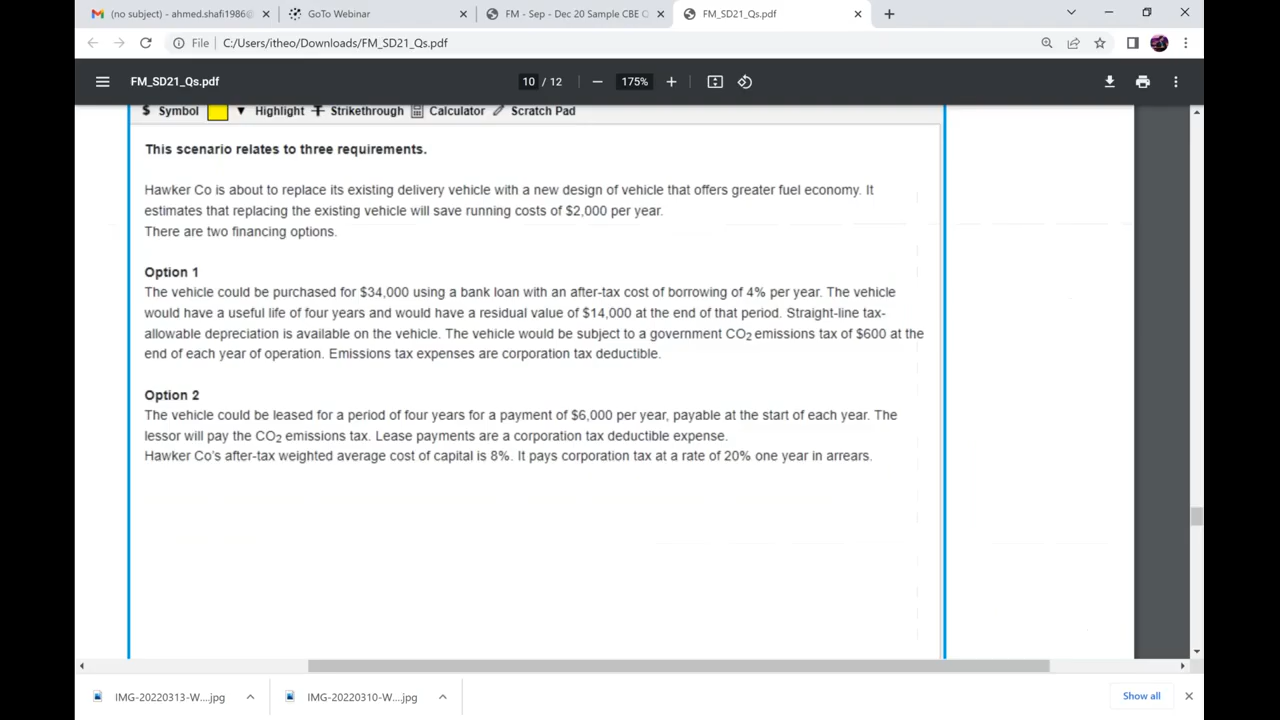 (no subject) - ahmed.shafi1986@
GoTo Webinar
FM - Sep - Dec 20 Sample CBE Q
FM_SD21_Qs.pdf
File C:/Users/itheo/Downloads/FM_SD21_Qs.pdf
FM_SD21_Qs.pdf
10 / 12
175%
$ Symbol Highlight T Strikethrough Calculator Scratch Pad
This scenario relates to three requirements.
Hawker Co is about to replace its existing delivery vehicle with a new design of vehicle that offers greater fuel economy. It
estimates that replacing the existing vehicle will save running costs of $2,000 per year.
There are two financing options.
Option 1
The vehicle could be purchased for $34,000 using a bank loan with an after-tax cost of borrowing of 4% per year. The vehicle
would have a useful life of four years and would have a residual value of $14,000 at the end of that period. Straight-line tax-
allowable depreciation is available on the vehicle. The vehicle would be subject to a government CO2 emissions tax of $600 at the
end of each year of operation. Emissions tax expenses are corporation tax deductible.
Option 2
The vehicle could be leased for a period of four years for a payment of $6,000 per year, payable at the start of each year. The
lessor will pay the CO2 emissions tax. Lease payments are a corporation tax deductible expense.
Hawker Co's after-tax weighted average cost of capital is 8%. It pays corporation tax at a rate of 20% one year in arrears.
IMG-20220313-W....jpg
IMG-20220310-W....jpg
Show all